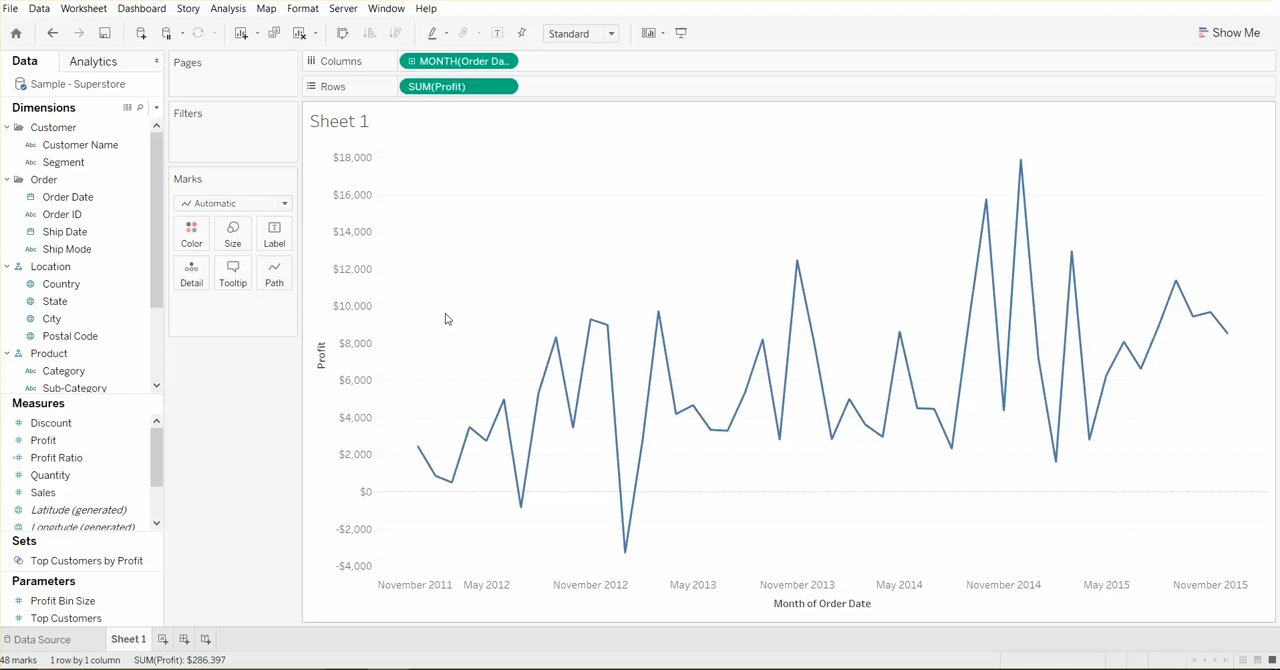 File Data Worksheet Dashboard Story Analysis Map Format Server Window Help
Standard
Show Me
Data Analytics
Sample - Superstore
Dimensions
Customer
Abc Customer Name
Abc Segment
Order
Order Date
Abc Order ID
Ship Date
Abc Ship Mode
Location
Country
State
City
Postal Code
Product
Abc Category
Abc Sub-Category
Measures
# Discount
# Profit
=# Profit Ratio
# Quantity
# Sales
Latitude (generated)
Longitude (generated)
Sets
Top Customers by Profit
Parameters
# Profit Bin Size
# Top Customers
Pages
Filters
Marks
Automatic
Color Size Label
Detail Tooltip Path
Columns MONTH(Order Da..
Rows SUM(Profit)
Sheet 1
$18,000
$16,000
$14,000
$12,000
$10,000
$8,000
$6,000
$4,000
$2,000
$0
-$2,000
-$4,000
Profit
November 2011 May 2012 November 2012 May 2013 November 2013 May 2014 November 2014 May 2015 November 2015
Month of Order Date
Data Source Sheet 1
48 marks 1 row by 1 column SUM(Profit): $286.397